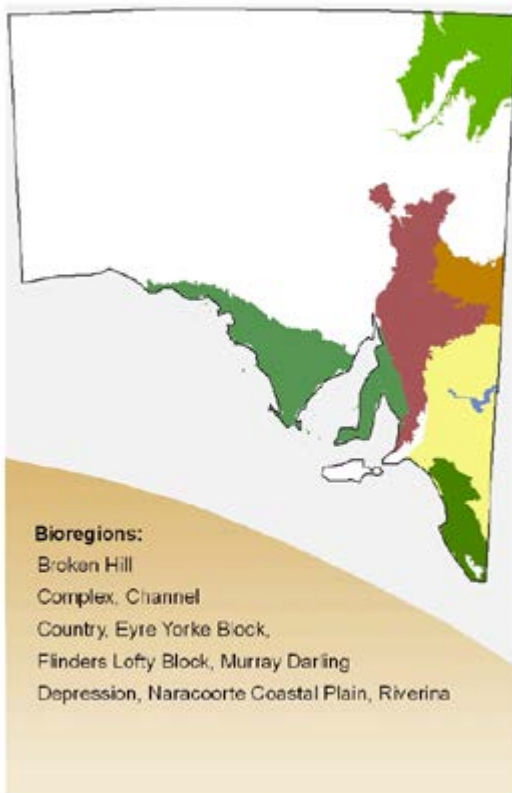 Bioregions:
Broken Hill
Complex, Channel
Country, Eyre Yorke Block,
Flinders Lofty Block, Murray Darling
Depression, Naracoorte Coastal Plain, Riverina